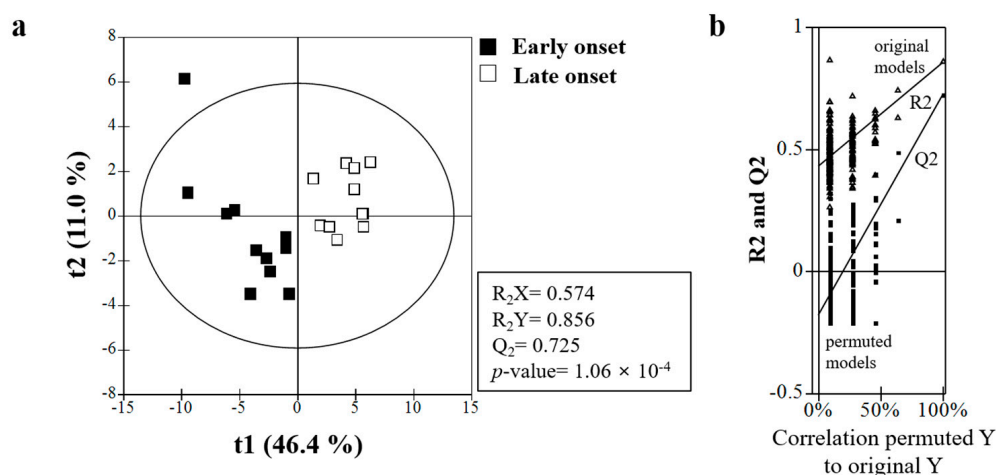 a
8
6
4
2
0
-2
-4
-6
-8
-15
-10
-5
0
5
10
15
t2 (11.0 %)
t1 (46.4 %)
Early onset
Late onset
R2X= 0.574
R2Y= 0.856
Q2= 0.725
p-value= 1.06 × 10-4
b
1
0.5
0
-0.5
R2 and Q2
original
models
R2
Q2
permuted
models
0%
50%
100%
Correlation permuted Y
to original Y